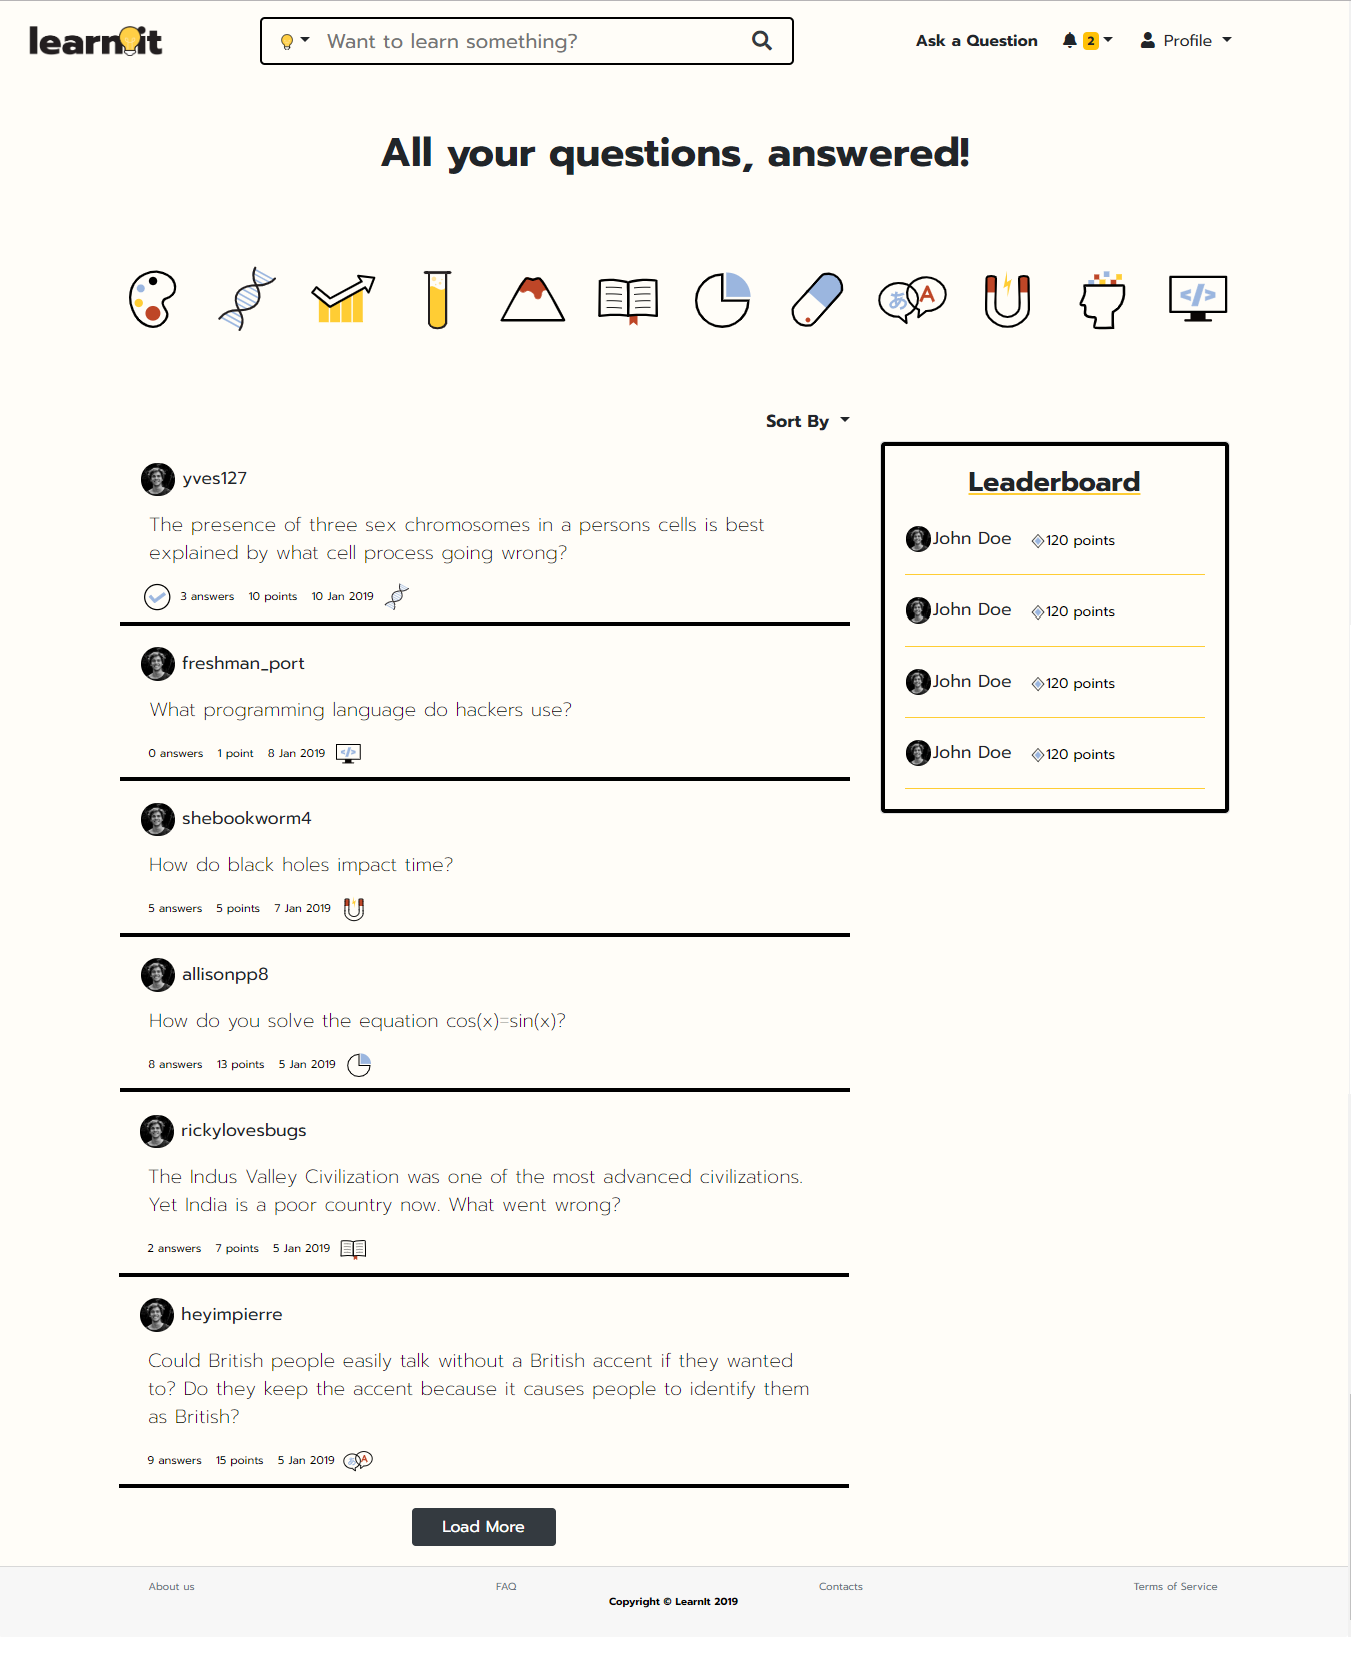 learnit
Want to learn something?
Ask a Question
2
Profile
All your questions, answered!
あ A
</>
Sort By
yves127
The presence of three sex chromosomes in a persons cells is best
explained by what cell process going wrong?
3 answers 10 points 10 Jan 2019
freshman_port
What programming language do hackers use?
0 answers 1 point 8 Jan 2019 </>
shebookworm4
How do black holes impact time?
5 answers 5 points 7 Jan 2019
allisonpp8
How do you solve the equation cos(x)=sin(x)?
8 answers 13 points 5 Jan 2019
rickylovesbugs
The Indus Valley Civilization was one of the most advanced civilizations.
Yet India is a poor country now. What went wrong?
2 answers 7 points 5 Jan 2019
heyimpierre
Could British people easily talk without a British accent if they wanted
to? Do they keep the accent because it causes people to identify them
as British?
9 answers 15 points 5 Jan 2019 あ A
Load More
Leaderboard
John Doe 120 points
John Doe 120 points
John Doe 120 points
John Doe 120 points
About us FAQ Contacts Terms of Service
Copyright © LearnIt 2019